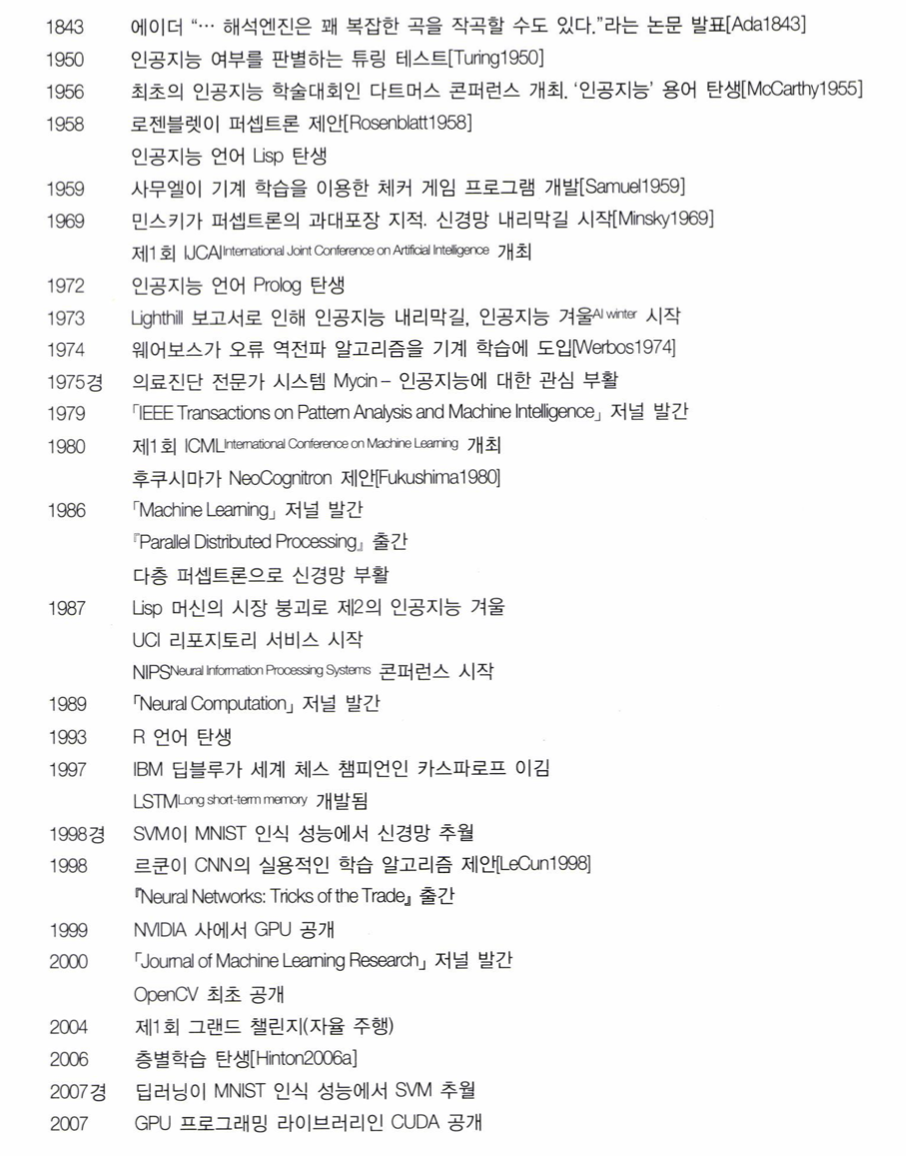 1843 에이더 “… 해석엔진은 꽤 복잡한 곡을 작곡할 수도 있다.”라는 논문 발표[Ada1843]
1950 인공지능 여부를 판별하는 튜링 테스트[Turing1950]
1956 최초의 인공지능 학술대회인 다트머스 콘퍼런스 개최. ‘인공지능’ 용어 탄생[McCarthy1955]
1958 로젠블렛이 퍼셉트론 제안[Rosenblatt1958]
인공지능 언어 Lisp 탄생
1959 사무엘이 기계 학습을 이용한 체커 게임 프로그램 개발[Samuel1959]
1969 민스키가 퍼셉트론의 과대포장 지적. 신경망 내리막길 시작[Minsky1969]
제1회 IJCAI International Joint Conference on Artificial Intelligence 개최
1972 인공지능 언어 Prolog 탄생
1973 Lighthill 보고서로 인해 인공지능 내리막길, 인공지능 겨울 AI winter 시작
1974 웨어보스가 오류 역전파 알고리즘을 기계 학습에 도입[Werbos1974]
1975경 의료진단 전문가 시스템 Mycin – 인공지능에 대한 관심 부활
1979 「IEEE Transactions on Pattern Analysis and Machine Intelligence」 저널 발간
1980 제1회 ICML International Conference on Machine Learning 개최
후쿠시마가 NeoCognitron 제안[Fukushima1980]
1986 「Machine Learning」 저널 발간
『Parallel Distributed Processing』 출간
다층 퍼셉트론으로 신경망 부활
1987 Lisp 머신의 시장 붕괴로 제2의 인공지능 겨울
UCI 리포지토리 서비스 시작
NIPS Neural Information Processing Systems 콘퍼런스 시작
1989 「Neural Computation」 저널 발간
1993 R 언어 탄생
1997 IBM 딥블루가 세계 체스 챔피언인 카스파로프 이김
LSTM Long short-term memory 개발됨
1998경 SVM이 MNIST 인식 성능에서 신경망 추월
1998 르쿤이 CNN의 실용적인 학습 알고리즘 제안[LeCun1998]
『Neural Networks: Tricks of the Trade』 출간
1999 NVIDIA 사에서 GPU 공개
2000 「Journal of Machine Learning Research」 저널 발간
OpenCV 최초 공개
2004 제1회 그랜드 챌린지(자율 주행)
2006 층별학습 탄생[Hinton2006a]
2007경 딥러닝이 MNIST 인식 성능에서 SVM 추월
2007 GPU 프로그래밍 라이브러리인 CUDA 공개